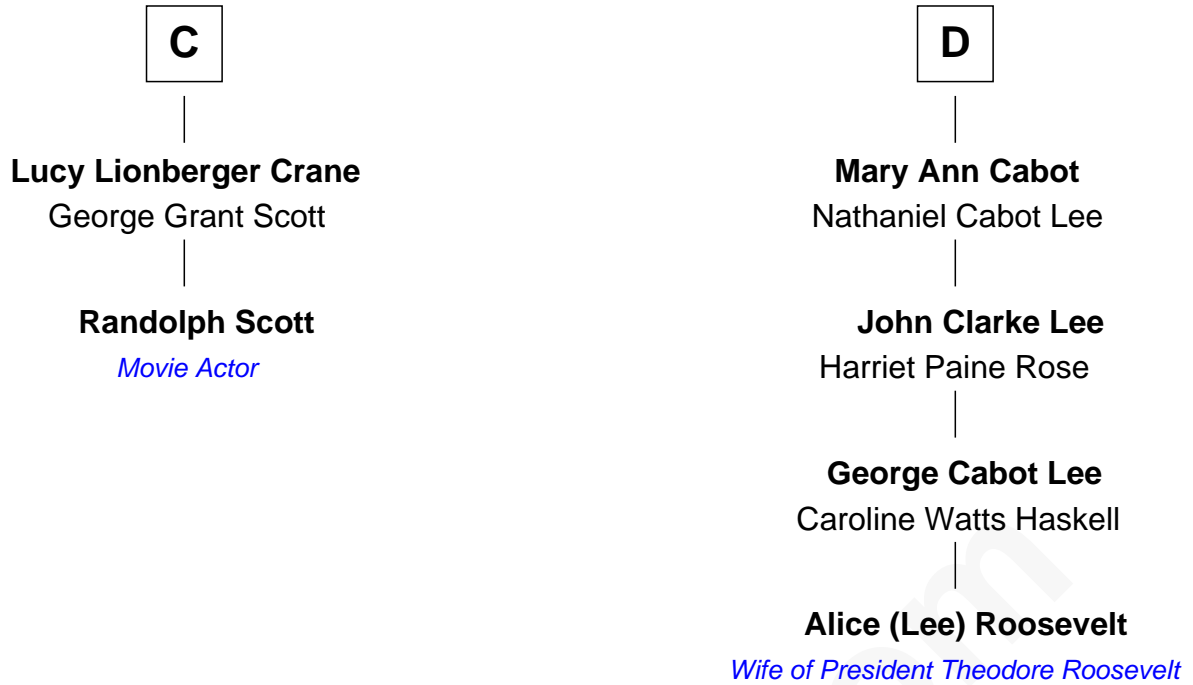 C
Lucy Lionberger Crane
George Grant Scott
Randolph Scott
Movie Actor
D
Mary Ann Cabot
Nathaniel Cabot Lee
John Clarke Lee
Harriet Paine Rose
George Cabot Lee
Caroline Watts Haskell
Alice (Lee) Roosevelt
Wife of President Theodore Roosevelt